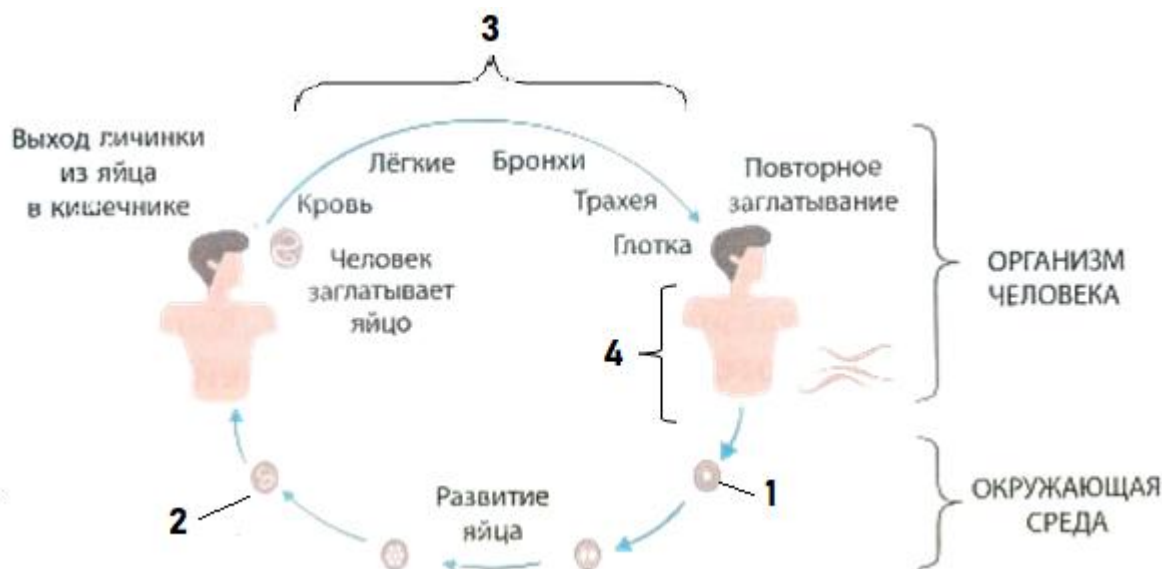 3
Выход личинки
из яйца
в кишечнике
Лёгкие
Бронхи
Кровь
Трахея
Глотка
Повторное
заглатывание
Человек
заглатывает
яйцо
4
ОРГАНИЗМ
ЧЕЛОВЕКА
1
2
Развитие
яйца
ОКРУЖАЮЩАЯ
СРЕДА